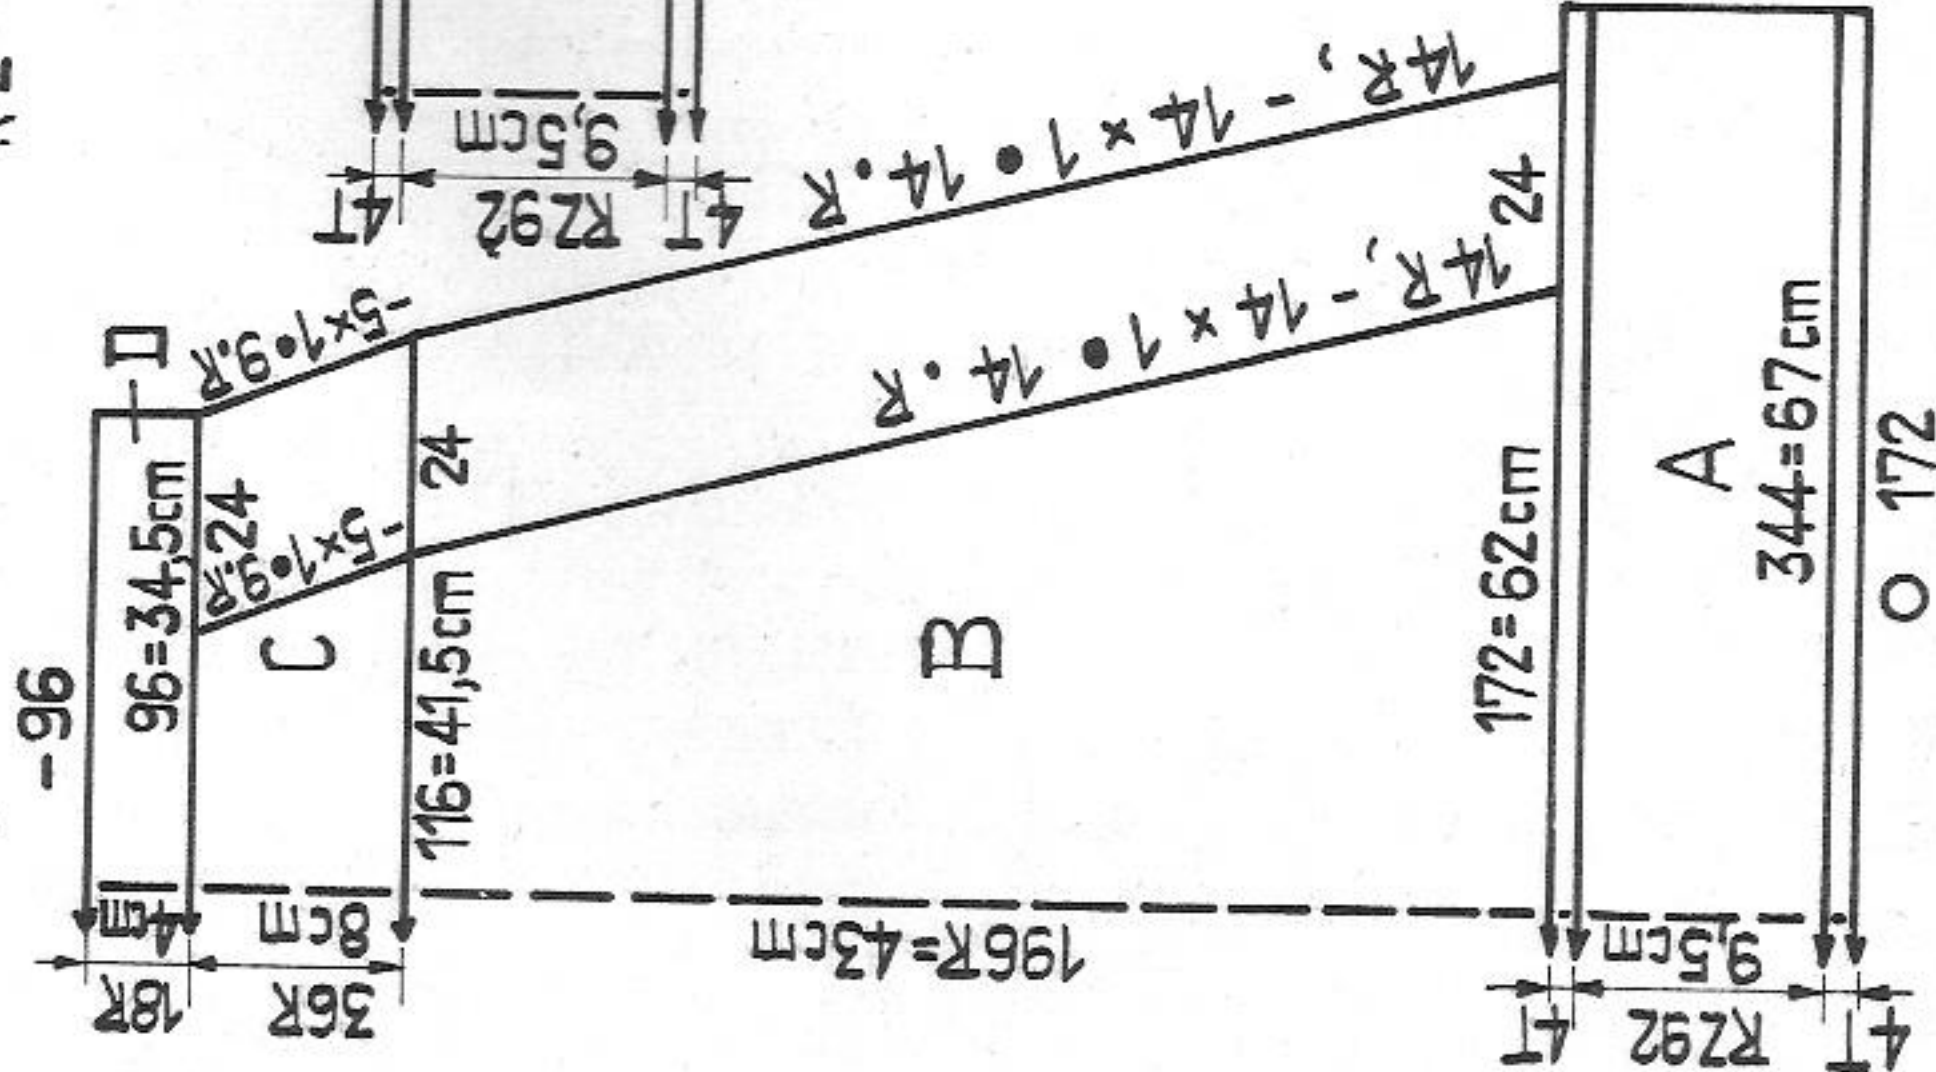 -96
96=34,5cm
D
C
24
-5×1•9.R
-5×1•9.R
116=41,5cm
24
B
14R, -14×1•14.R
14R, -14×1•14.R
172=62cm
24
A
344=67cm
O 172
4cm
8cm
196R=43cm
9,5cm
18R
36R
4T
RZ92
4T
9,5cm
4T
RZ92
4T